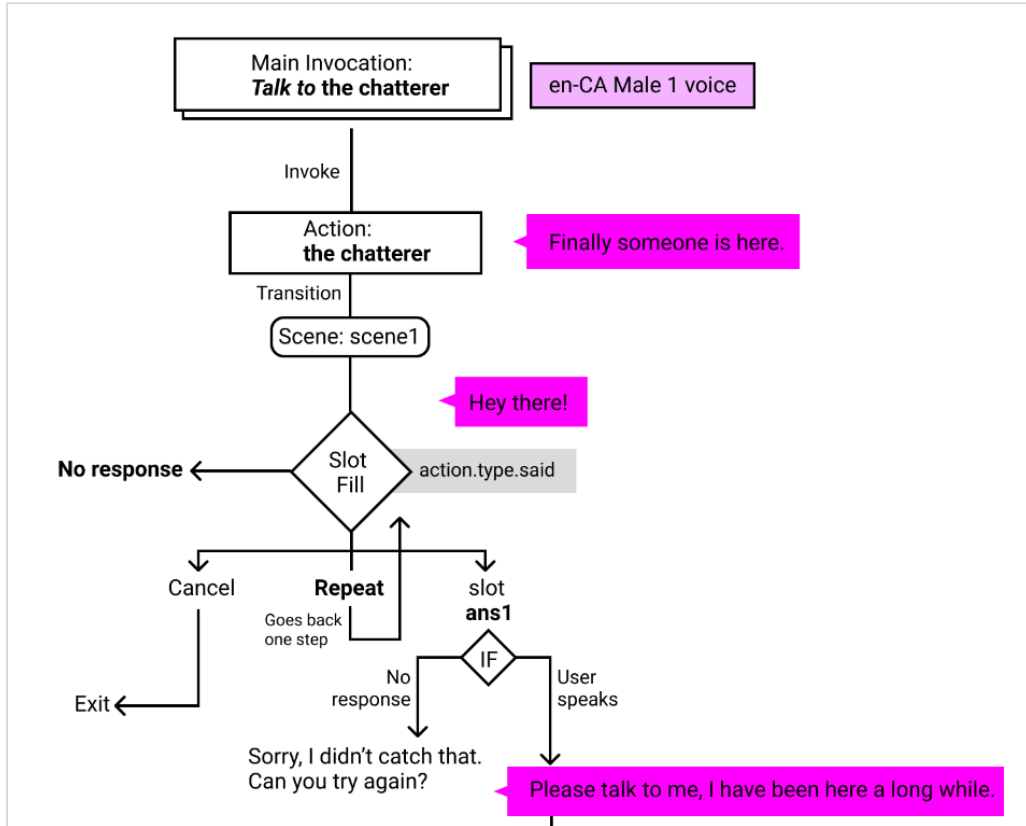 Main Invocation:
Talk to the chatterer
en-CA Male 1 voice
Invoke
Action:
the chatterer
Finally someone is here.
Transition
Scene: scene1
Hey there!
No response
Slot
Fill
action.type.said
Cancel
Repeat
slot
ans1
Goes back
one step
IF
No
response
User
speaks
Exit
Sorry, I didn’t catch that.
Can you try again?
Please talk to me, I have been here a long while.